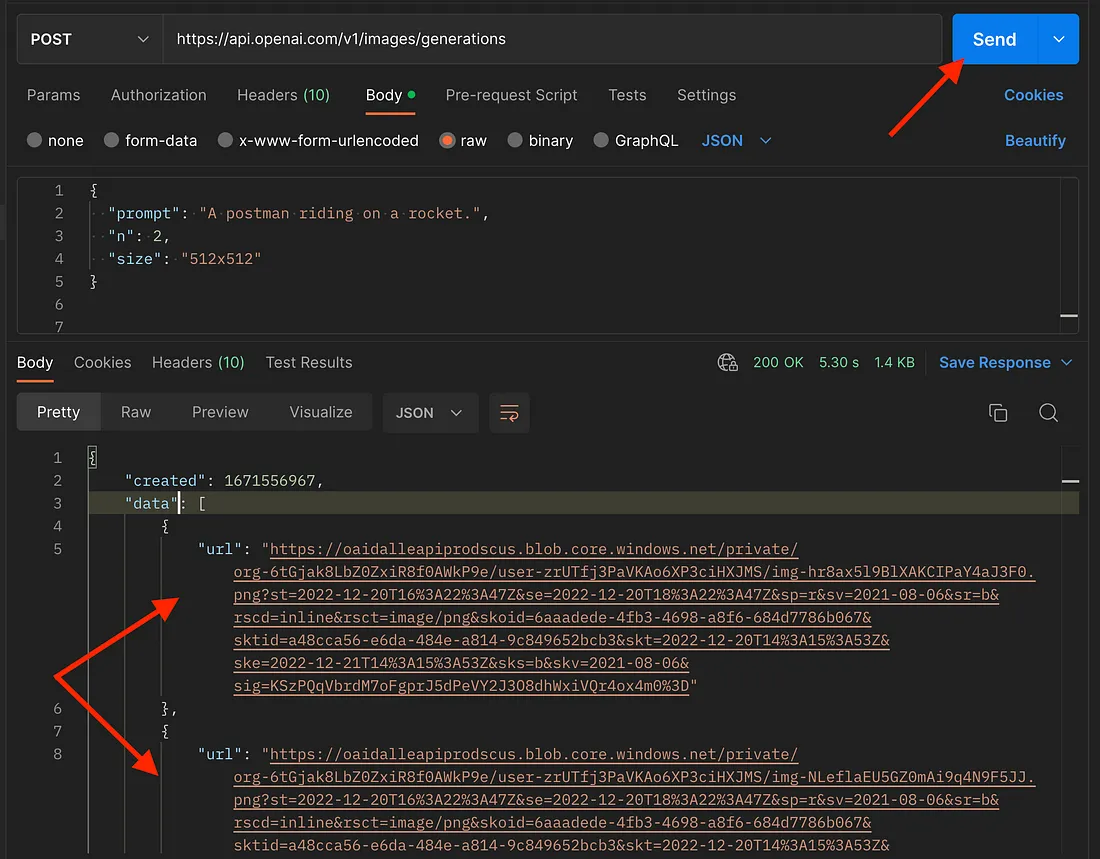 POST https://api.openai.com/v1/images/generations Send
Params Authorization Headers (10) Body Pre-request Script Tests Settings Cookies
none form-data x-www-form-urlencoded raw binary GraphQL JSON Beautify
1 {
2 "prompt": "A postman riding on a rocket.",
3 "n": 2,
4 "size": "512x512"
5 }
6
7
Body Cookies Headers (10) Test Results 200 OK 5.30 s 1.4 KB Save Response
Pretty Raw Preview Visualize JSON
1 {
2 "created": 1671556967,
3 "data": [
4 {
5 "url": "https://oaidalleapiprodscus.blob.core.windows.net/private/
org-6tGjak8LbZ0ZxiR8f0AWkP9e/user-zrUTfj3PaVKAo6XP3ciHXJMS/img-hr8ax5l9BlXAKCIPaY4aJ3F0.
png?st=2022-12-20T16%3A22%3A47Z&se=2022-12-20T18%3A22%3A47Z&sp=r&sv=2021-08-06&sr=b&
rscd=inline&rsct=image/png&skoid=6aaadede-4fb3-4698-a8f6-684d7786b067&
sktid=a48cca56-e6da-484e-a814-9c849652bcb3&skt=2022-12-20T14%3A15%3A53Z&
ske=2022-12-21T14%3A15%3A53Z&sks=b&skv=2021-08-06&
sig=KSzPQqVbrdM7oFgprJ5dPeVY2J3O8dhWxiVQr4ox4m0%3D"
6 },
7 {
8 "url": "https://oaidalleapiprodscus.blob.core.windows.net/private/
org-6tGjak8LbZ0ZxiR8f0AWkP9e/user-zrUTfj3PaVKAo6XP3ciHXJMS/img-NLeflaEU5GZ0mAi9q4N9F5JJ.
png?st=2022-12-20T16%3A22%3A47Z&se=2022-12-20T18%3A22%3A47Z&sp=r&sv=2021-08-06&sr=b&
rscd=inline&rsct=image/png&skoid=6aaadede-4fb3-4698-a8f6-684d7786b067&
sktid=a48cca56-e6da-484e-a814-9c849652bcb3&skt=2022-12-20T14%3A15%3A53Z&